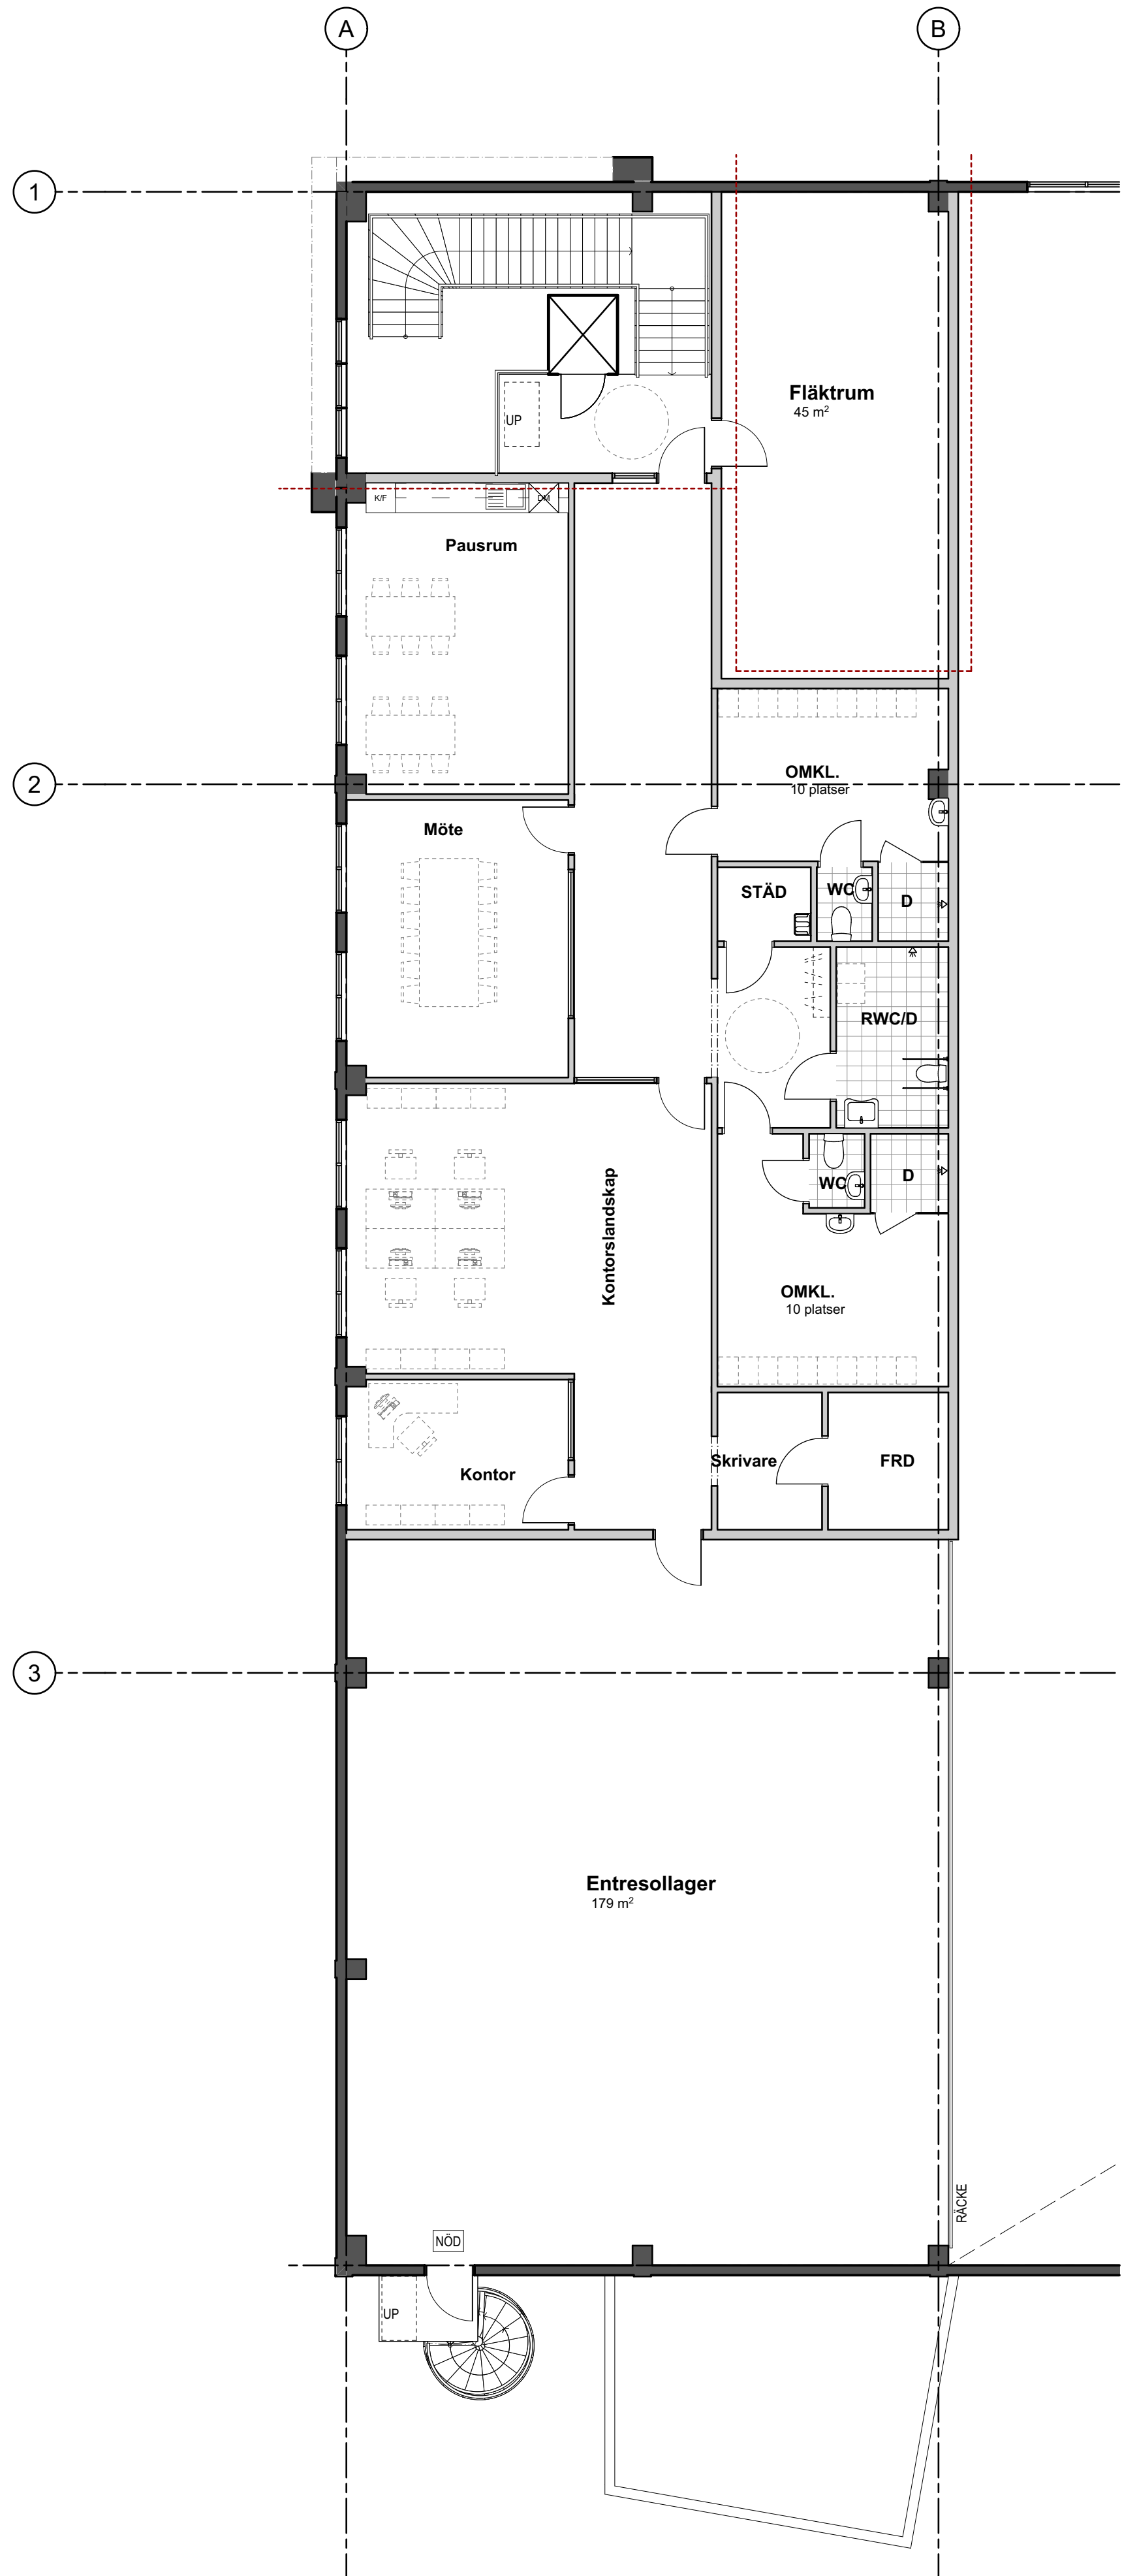 A
B
1
Fläktrum
45 m²
UP
K/F
DM
Pausrum
OMKL.
10 platser
2
Möte
STÄD
WC
D
RWC/D
WC
D
Kontorslandskap
OMKL.
10 platser
Kontor
Skrivare
FRD
3
Entresollager
179 m²
RÄCKE
NÖD
UP